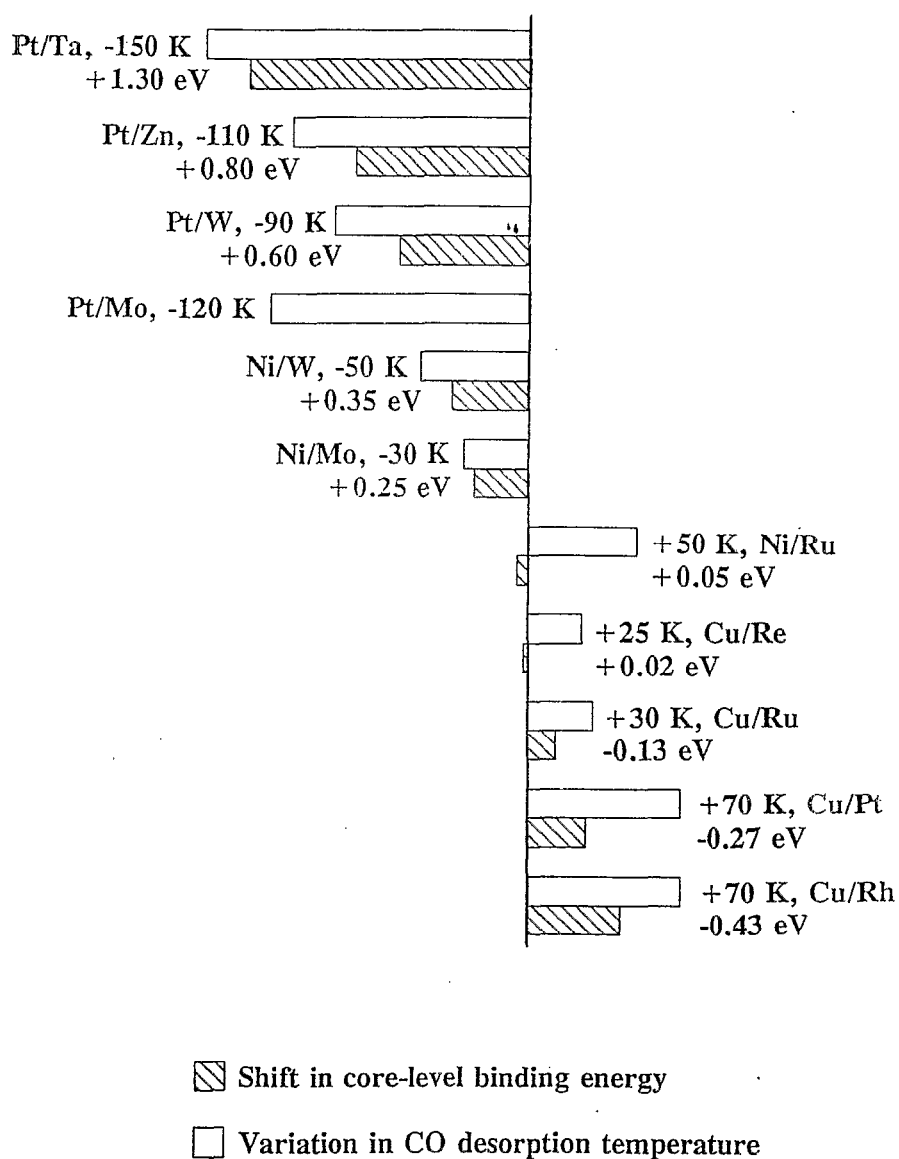 Pt/Ta, -150 K
+1.30 eV
Pt/Zn, -110 K
+0.80 eV
Pt/W, -90 K
+0.60 eV
Pt/Mo, -120 K
Ni/W, -50 K
+0.35 eV
Ni/Mo, -30 K
+0.25 eV
+50 K, Ni/Ru
+0.05 eV
+25 K, Cu/Re
+0.02 eV
+30 K, Cu/Ru
-0.13 eV
+70 K, Cu/Pt
-0.27 eV
+70 K, Cu/Rh
-0.43 eV
Shift in core-level binding energy
Variation in CO desorption temperature